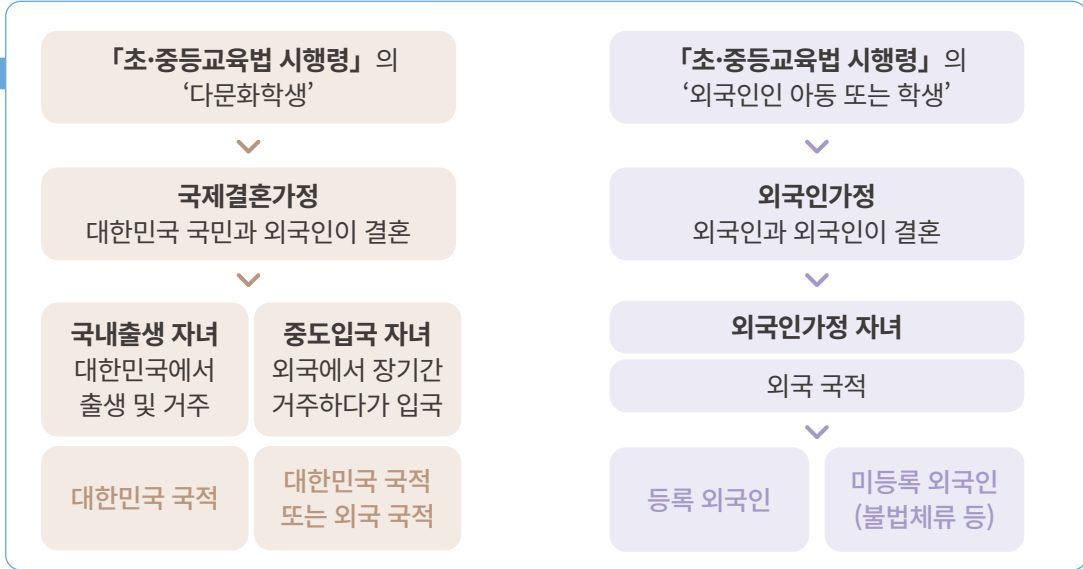 「초·중등교육법 시행령」의
‘다문화학생’
국제결혼가정
대한민국 국민과 외국인이 결혼
국내출생 자녀
대한민국에서
출생 및 거주
중도입국 자녀
외국에서 장기간
거주하다가 입국
대한민국 국적
대한민국 국적
또는 외국 국적
「초·중등교육법 시행령」의
‘외국인인 아동 또는 학생’
외국인가정
외국인과 외국인이 결혼
외국인가정 자녀
외국 국적
등록 외국인
미등록 외국인
(불법체류 등)